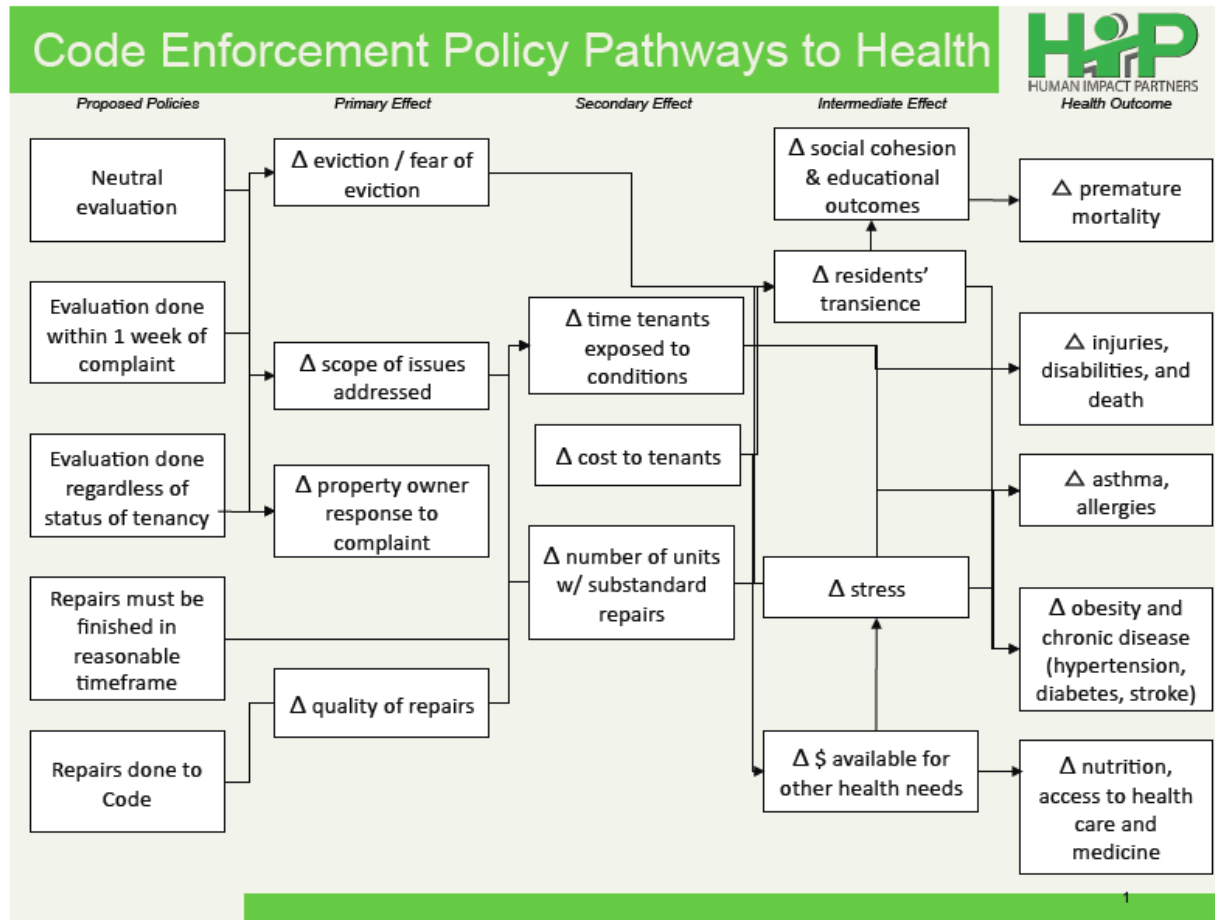 Code Enforcement Policy Pathways to Health
HiP
HUMAN IMPACT PARTNERS
Proposed Policies
Primary Effect
Secondary Effect
Intermediate Effect
Health Outcome
Neutral
evaluation
Evaluation done
within 1 week of
complaint
Evaluation done
regardless of
status of tenancy
Repairs must be
finished in
reasonable
timeframe
Repairs done to
Code
Δ eviction / fear of
eviction
Δ scope of issues
addressed
Δ property owner
response to
complaint
Δ quality of repairs
Δ time tenants
exposed to
conditions
Δ cost to tenants
Δ number of units
w/ substandard
repairs
Δ social cohesion
& educational
outcomes
Δ residents’
transience
Δ stress
Δ $ available for
other health needs
Δ premature
mortality
Δ injuries,
disabilities, and
death
Δ asthma,
allergies
Δ obesity and
chronic disease
(hypertension,
diabetes, stroke)
Δ nutrition,
access to health
care and
medicine
1